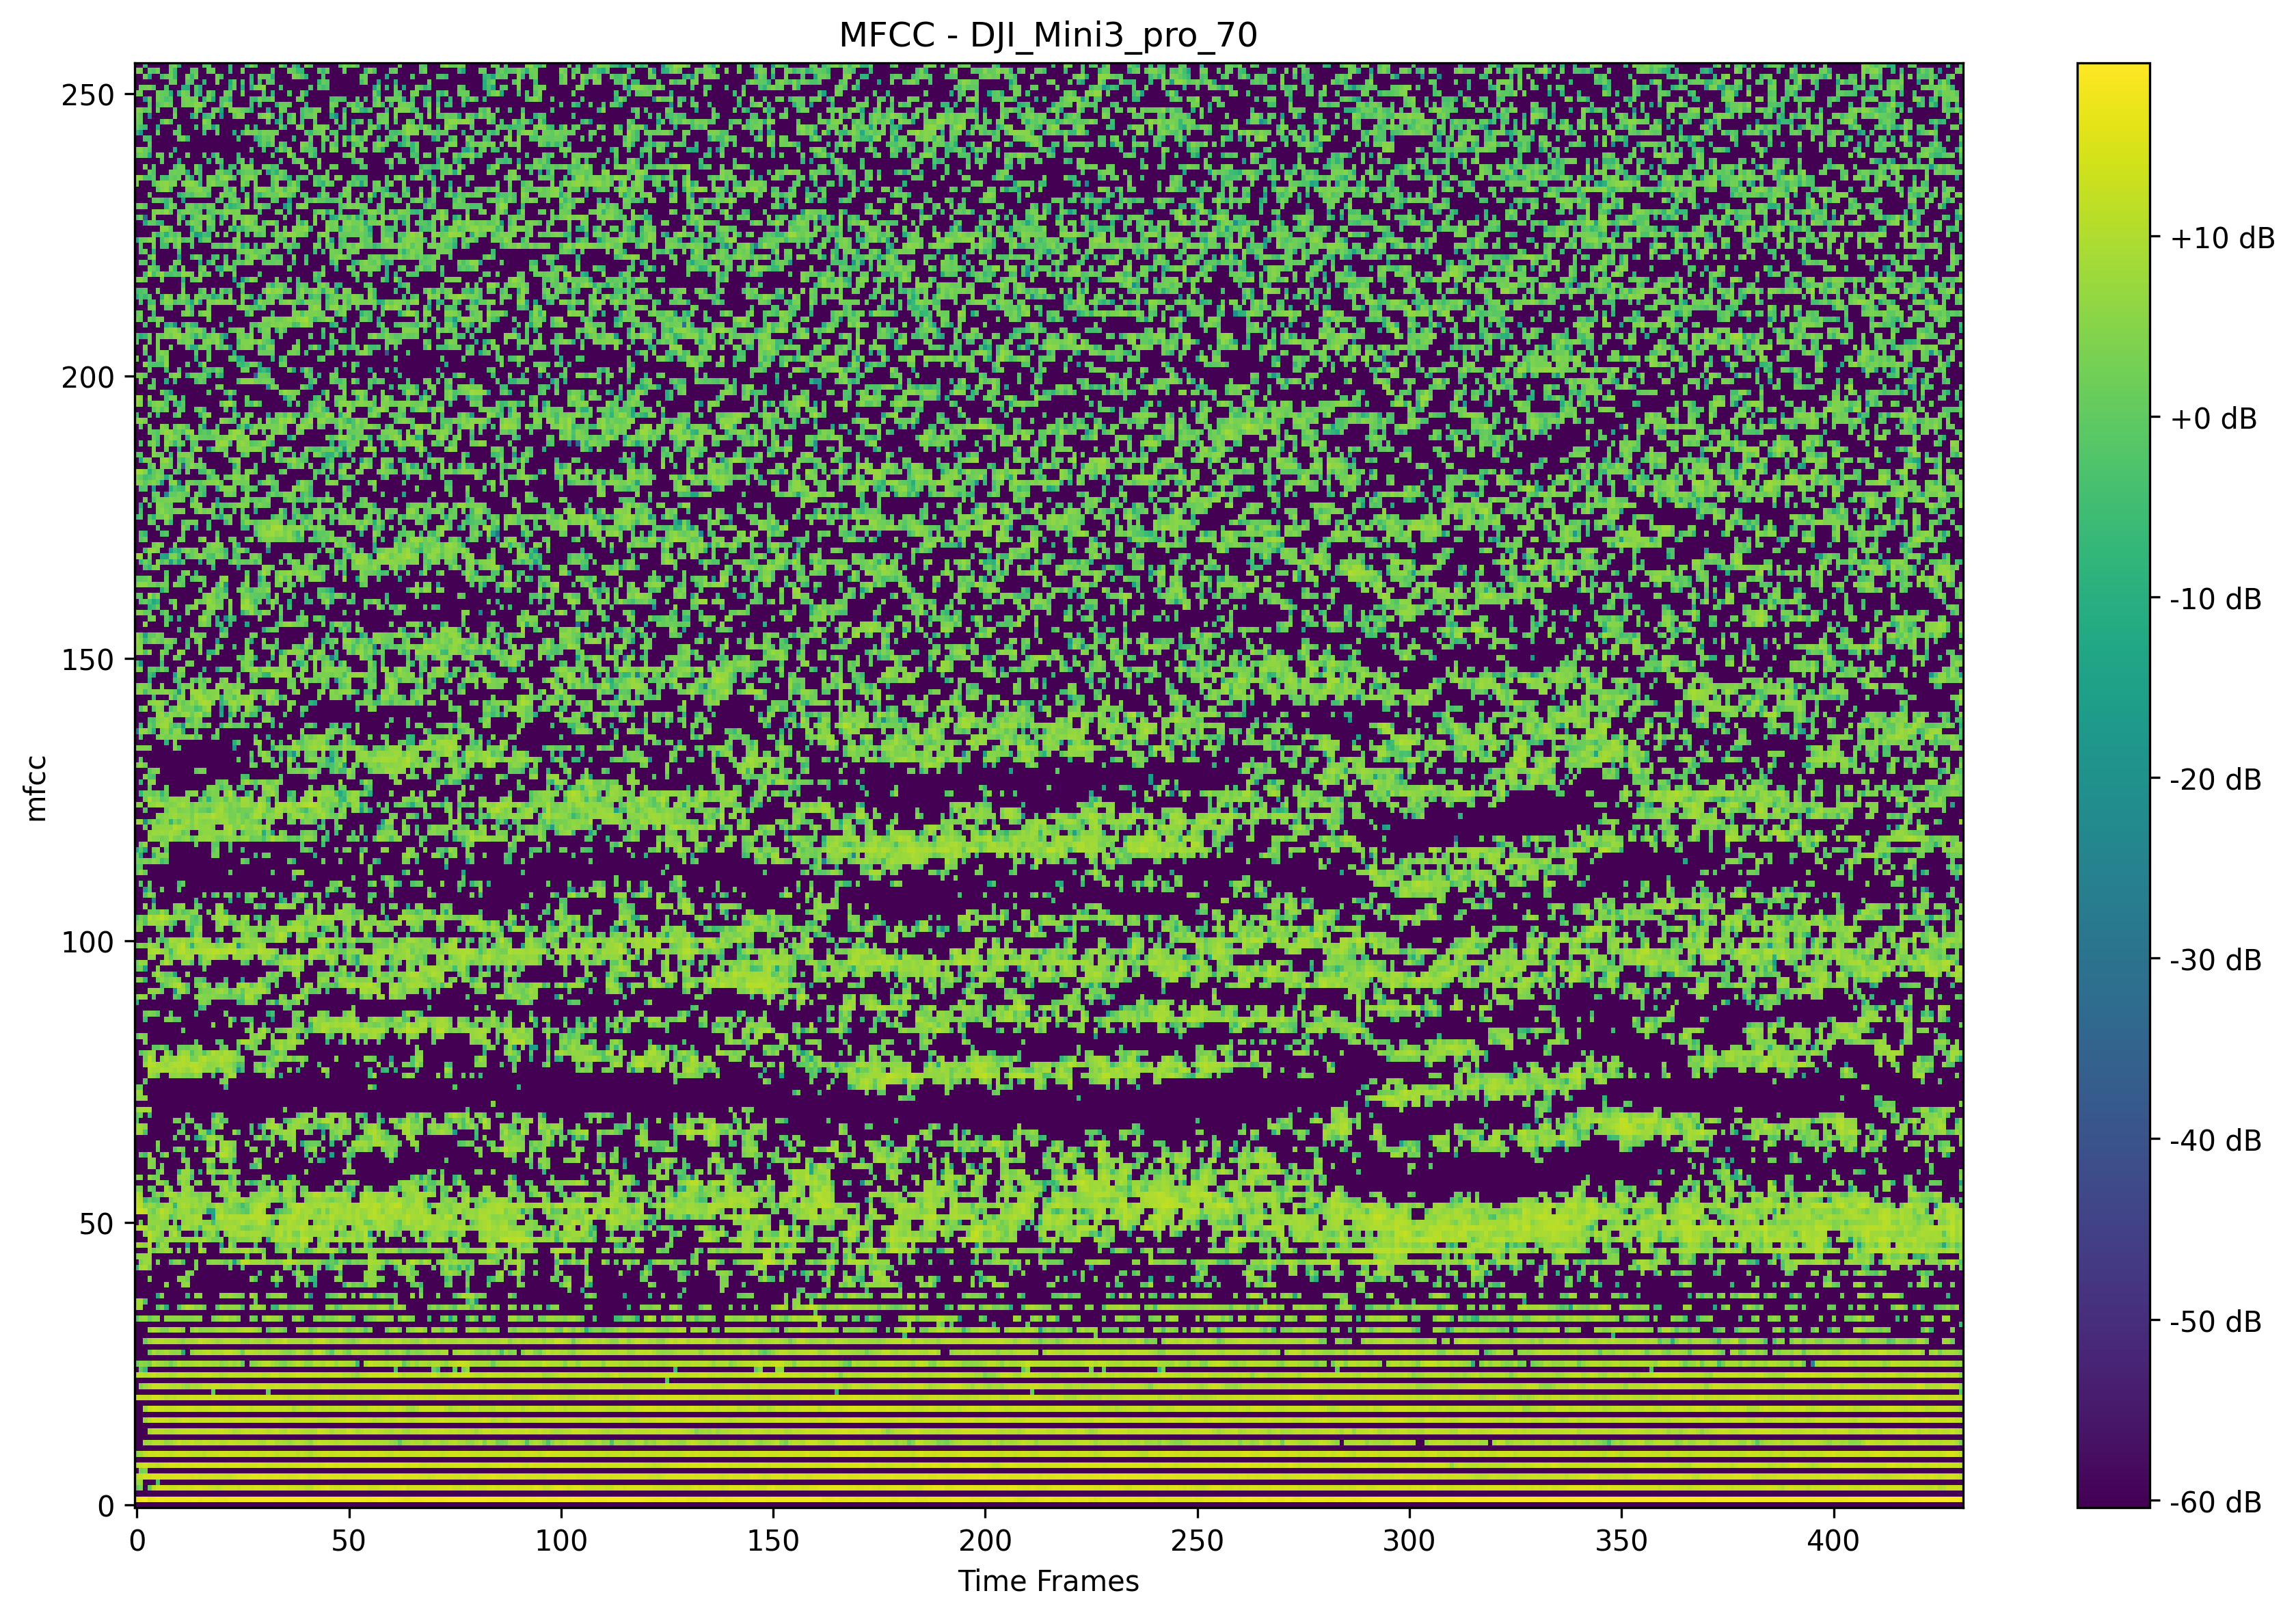 MFCC - DJI_Mini3_pro_70
250
200
150
100
50
0
mfcc
0 50 100 150 200 250 300 350 400
Time Frames
+10 dB
+0 dB
-10 dB
-20 dB
-30 dB
-40 dB
-50 dB
-60 dB